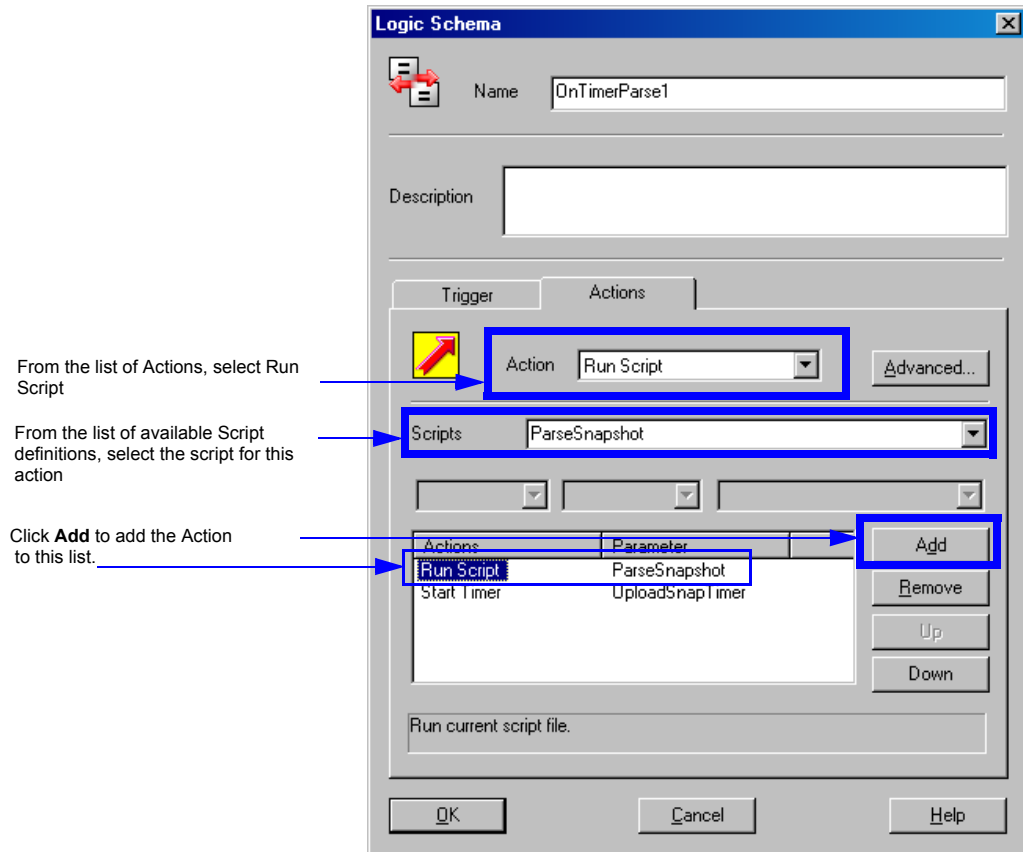 Logic Schema
Name OnTimerParse1
Description
Trigger Actions
From the list of Actions, select Run
Script
Action Run Script Advanced...
From the list of available Script
definitions, select the script for this
action
Scripts ParseSnapshot
Click Add to add the Action
to this list.
Actions Parameter Add
Run Script ParseSnapshot
Start Timer UploadSnapTimer
Remove
Up
Down
Run current script file.
OK Cancel Help